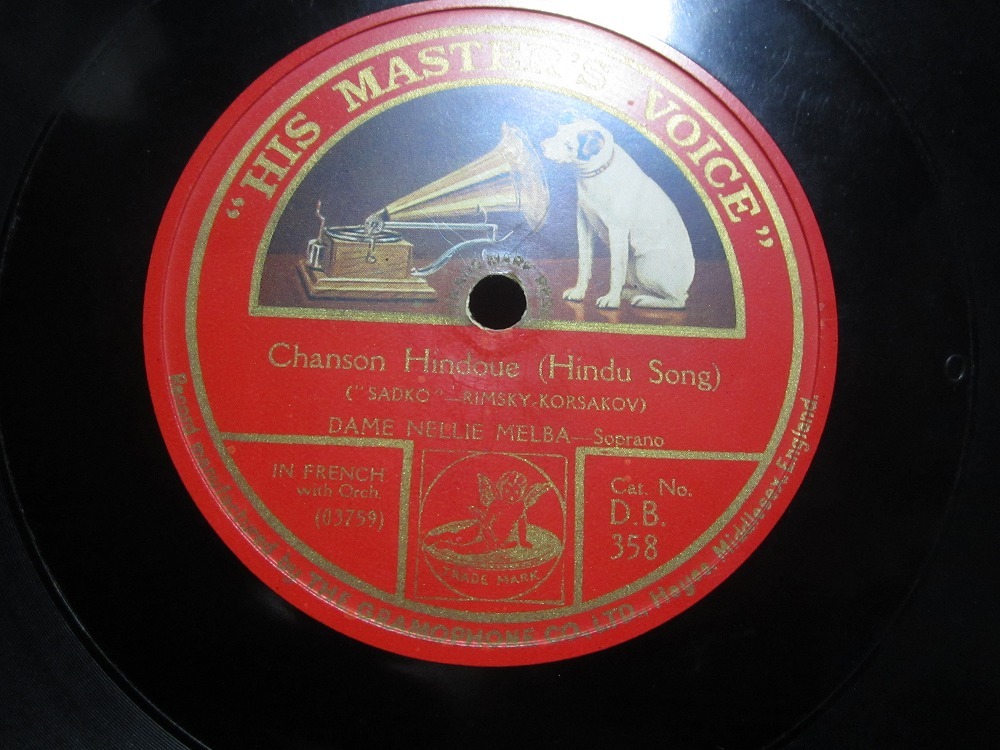 "HIS MASTER'S VOICE"
Chanson Hindoue (Hindu Song)
("SADKO"—RIMSKY-KORSAKOV)
DAME NELLIE MELBA—Soprano
IN FRENCH
with Orch.
(03759)
Cat. No.
D.B.
358
TRADE MARK
Record manufactured by THE GRAMOPHONE CO., LTD., Hayes, Middlesex, England.